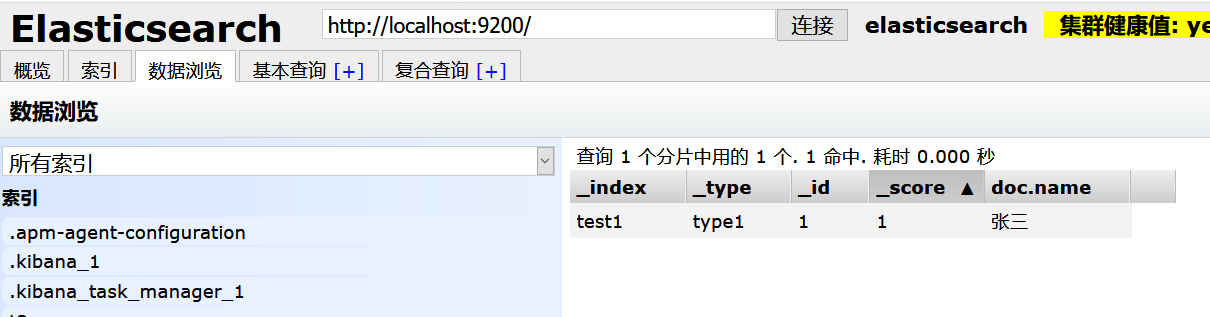 Elasticsearch http://localhost:9200/ 连接 elasticsearch 集群健康值: ye
概览 索引 数据浏览 基本查询 [+] 复合查询 [+]
数据浏览
所有索引
索引
.apm-agent-configuration
.kibana_1
.kibana_task_manager_1
查询 1 个分片中用的 1 个. 1 命中. 耗时 0.000 秒
_index _type _id _score ▲ doc.name
test1 type1 1 1 张三